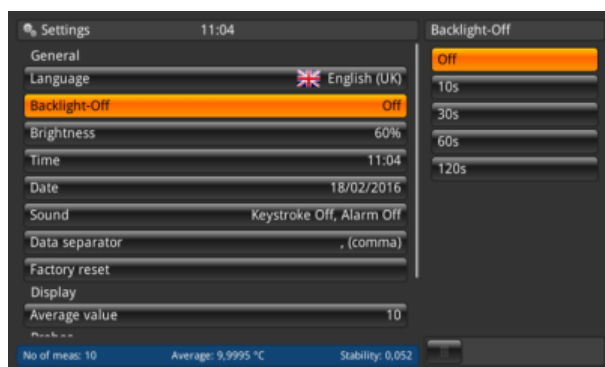 Settings 11:04
General
Language English (UK)
Backlight-Off Off
Brightness 60%
Time 11:04
Date 18/02/2016
Sound Keystroke Off, Alarm Off
Data separator , (comma)
Factory reset
Display
Average value 10
Probes
No of meas: 10 Average: 9,9995 °C Stability: 0,052
Backlight-Off
Off
10s
30s
60s
120s